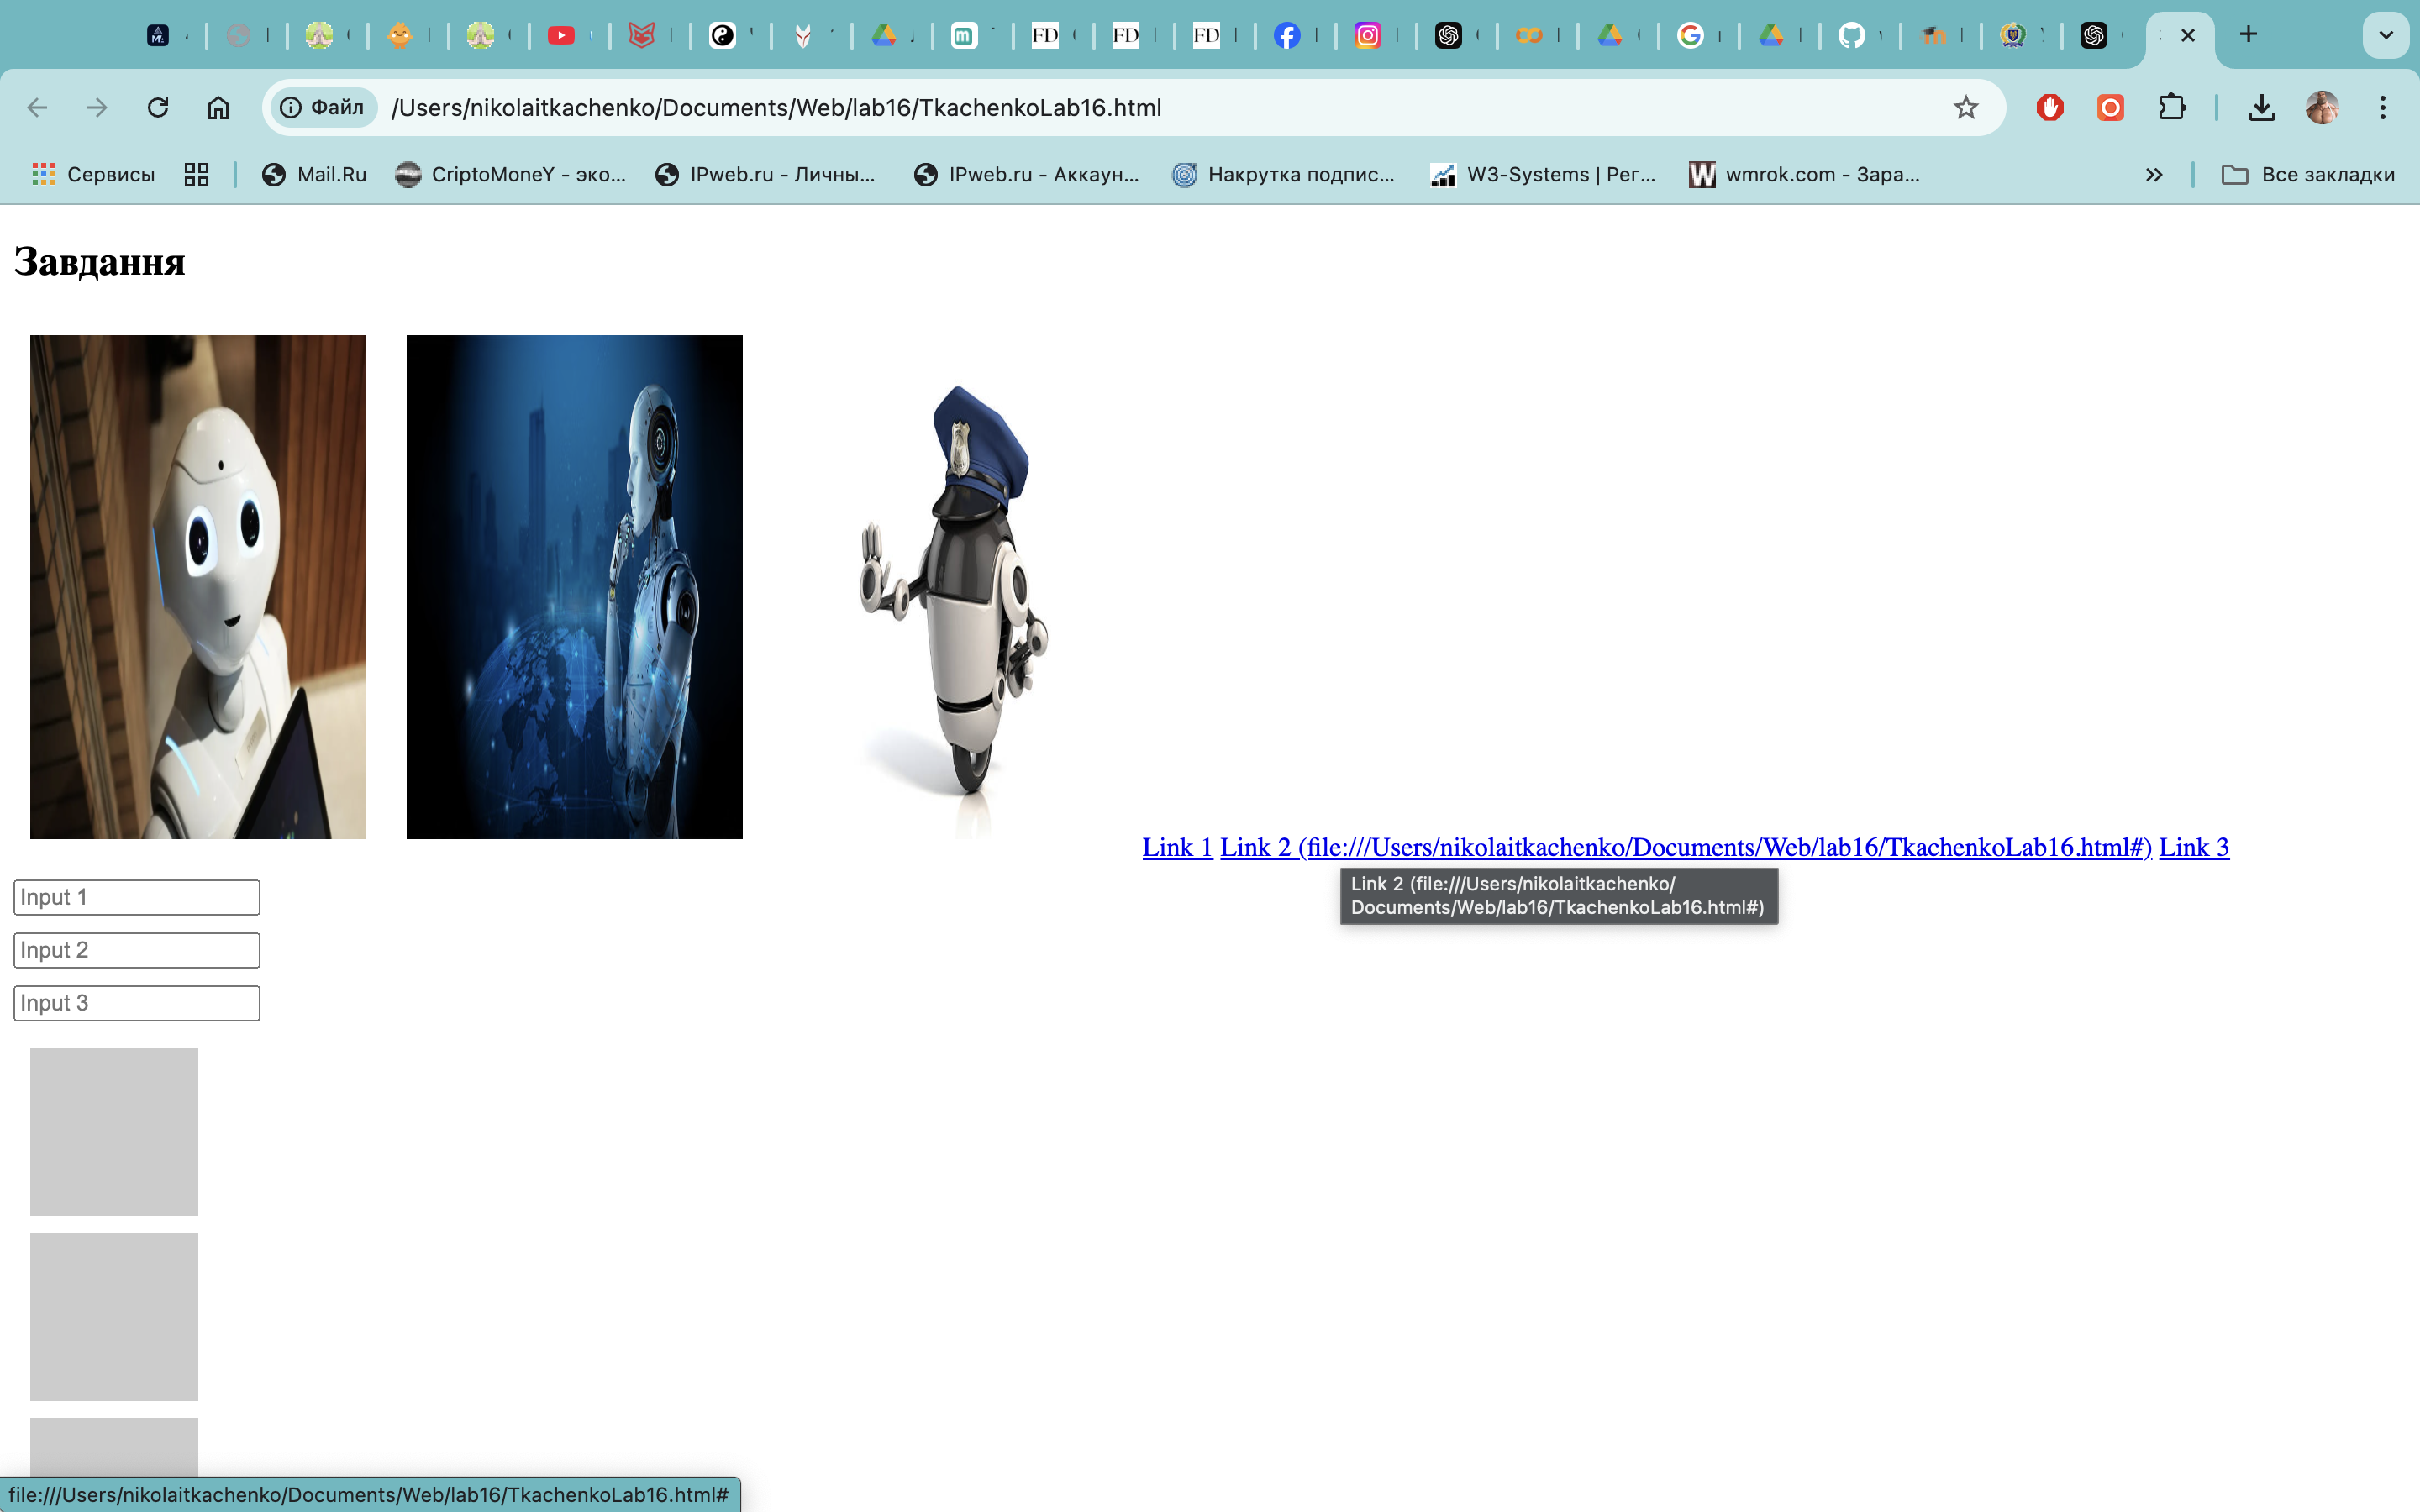 Файл /Users/nikolaitkachenko/Documents/Web/lab16/TkachenkoLab16.html
Сервисы Mail.Ru CriptoMoneY - эко... IPweb.ru - Личны... IPweb.ru - Аккаун... Накрутка подпис... W3-Systems | Рег... wmrok.com - Зара... Все закладки
Завдання
Link 1 Link 2 (file:///Users/nikolaitkachenko/Documents/Web/lab16/TkachenkoLab16.html#) Link 3
Link 2 (file:///Users/nikolaitkachenko/
Documents/Web/lab16/TkachenkoLab16.html#)
Input 1
Input 2
Input 3
file:///Users/nikolaitkachenko/Documents/Web/lab16/TkachenkoLab16.html#